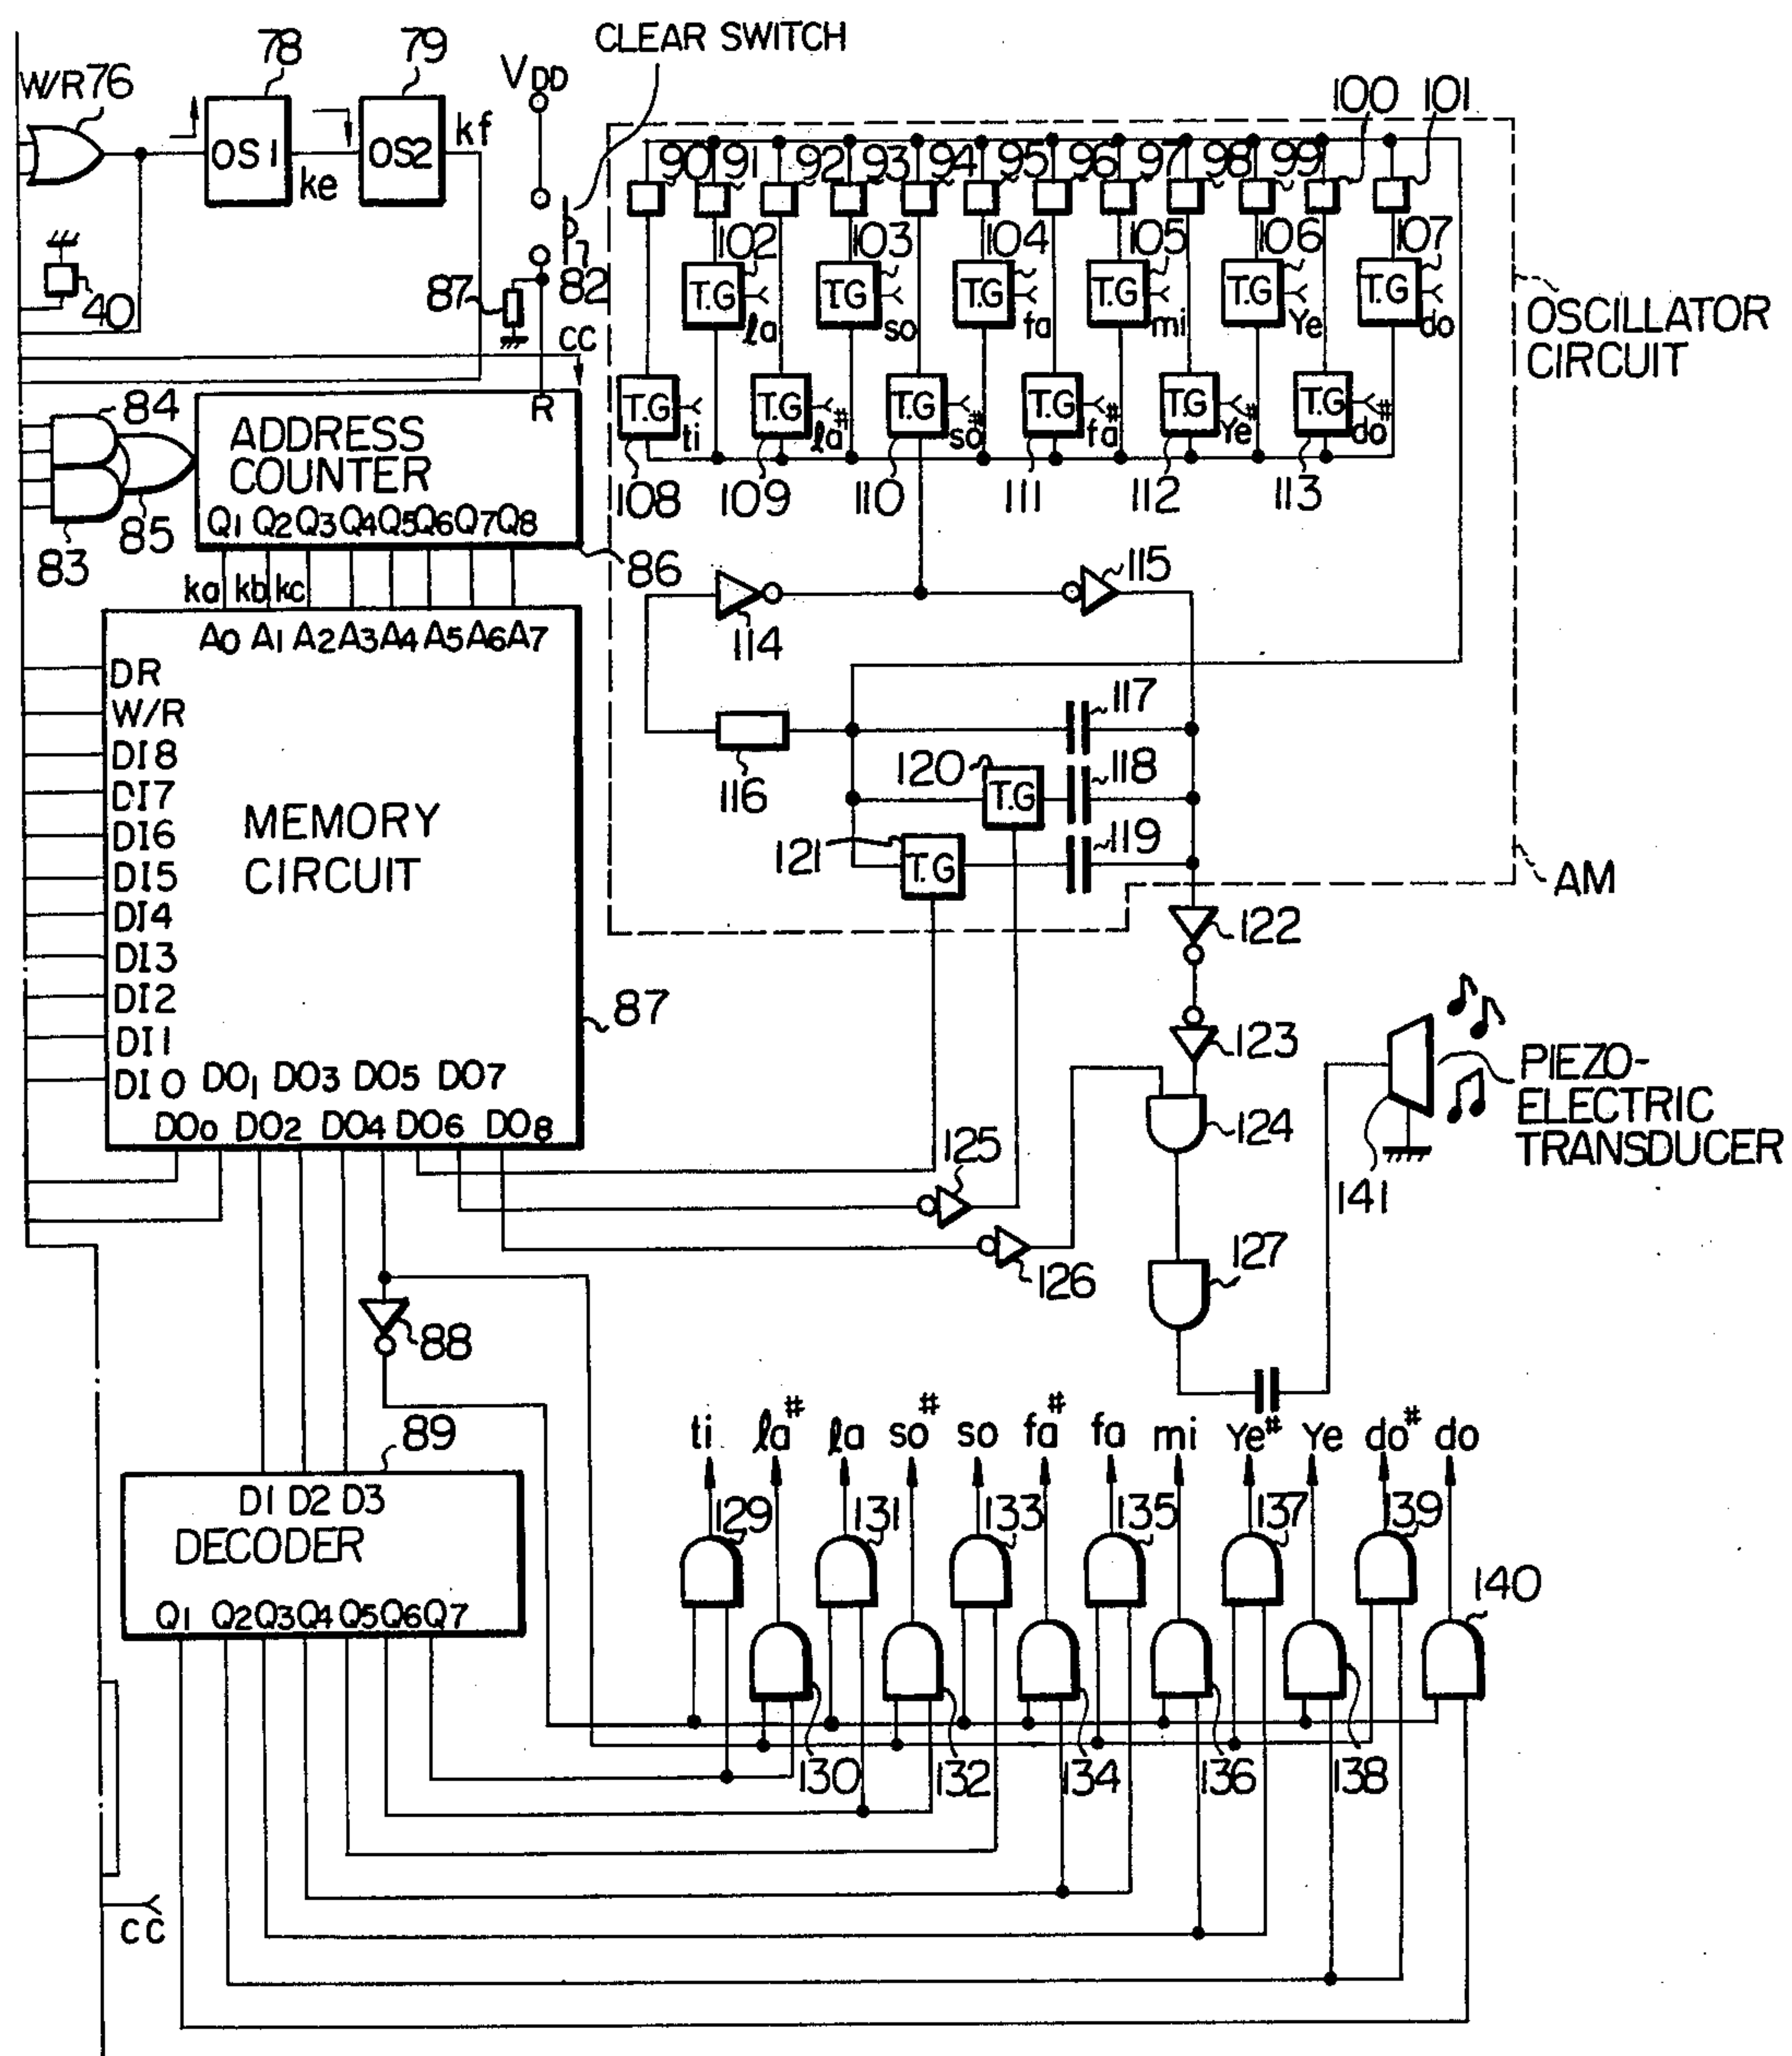 CLEAR SWITCH
78
79
W/R 76
VDD
100 101
OS1
OS2
kf
ke
90 91 92 93 94 95 96 97 98 99
40
87
82
102 103 104 105 106 107
T.G T.G T.G T.G T.G T.G
la so fa mi Ye do
OSCILLATOR
CIRCUIT
CC
84
R
T.G T.G T.G T.G T.G T.G
ti la# so# fa# Ye# do#
ADDRESS
COUNTER
108 109 110 111 112 113
Q1 Q2 Q3 Q4 Q5 Q6 Q7 Q8
83
85
86
ka kb kc
114
115
A0 A1 A2 A3 A4 A5 A6 A7
DR
W/R
DI8
DI7
DI6
DI5
DI4
DI3
DI2
DI1
DI0
MEMORY
CIRCUIT
87
116
117
120
T.G
118
121
T.G
119
AM
122
123
DO1 DO3 DO5 DO7
DO0 DO2 DO4 DO6 DO8
PIEZO-
ELECTRIC
TRANSDUCER
124
141
125
126
127
88
89
ti la# la so# so fa# fa mi Ye# Ye do# do
D1 D2 D3
DECODER
Q1 Q2 Q3 Q4 Q5 Q6 Q7
129 131 133 135 137 139
140
130 132 134 136 138
CC